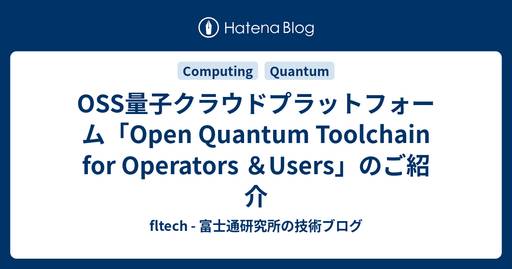 Hatena Blog
Computing Quantum
OSS量子クラウドプラットフォー
ム「Open Quantum Toolchain
for Operators ＆Users」のご紹
介
fltech - 富士通研究所の技術ブログ